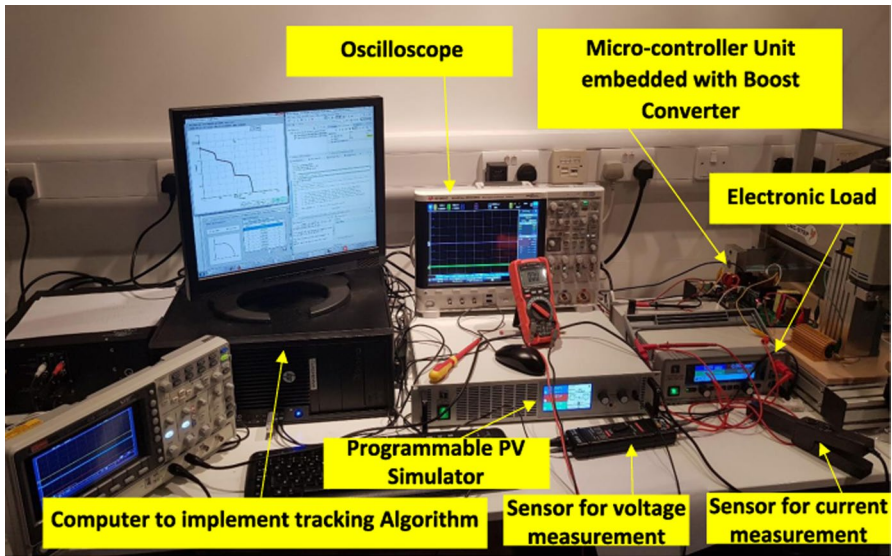 Oscilloscope
Micro-controller Unit
embedded with Boost
Converter
Electronic Load
Programmable PV
Simulator
Computer to implement tracking Algorithm
Sensor for voltage
measurement
Sensor for current
measurement